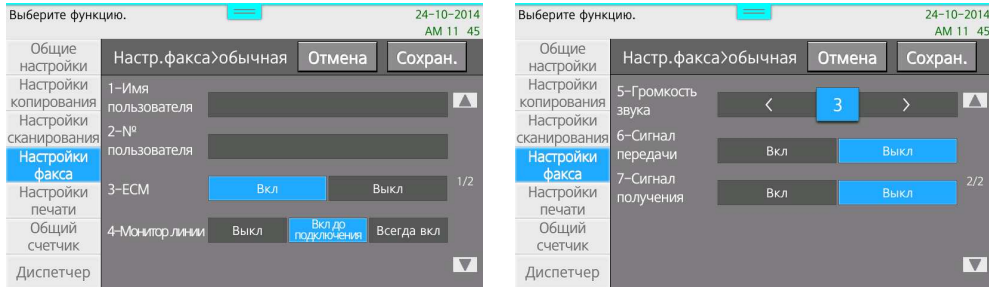 Выберите функцию.
24-10-2014
AM 11 45
Общие
настройки
Настройки
копирования
Настройки
сканирования
Настройки
факса
Настройки
печати
Общий
счетчик
Диспетчер
Настр.факса>обычная
Отмена
Сохран.
1-Имя
пользователя
2-№
пользователя
3-ECM
Вкл
Выкл
1/2
4-Монитор линии
Выкл
Вкл до
подключения
Всегда вкл
Выберите функцию.
24-10-2014
AM 11 45
Общие
настройки
Настройки
копирования
Настройки
сканирования
Настройки
факса
Настройки
печати
Общий
счетчик
Диспетчер
Настр.факса>обычная
Отмена
Сохран.
5-Громкость
звука
<
3
>
6-Сигнал
передачи
Вкл
Выкл
7-Сигнал
получения
Вкл
Выкл
2/2